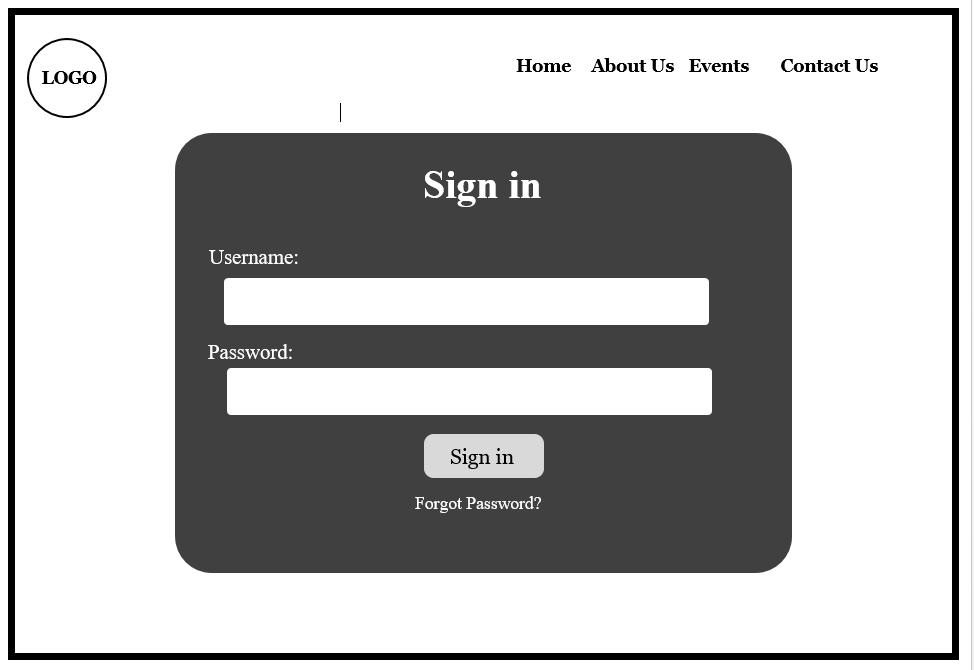 LOGO
Home About Us Events Contact Us
Sign in
Username:
Password:
Sign in
Forgot Password?